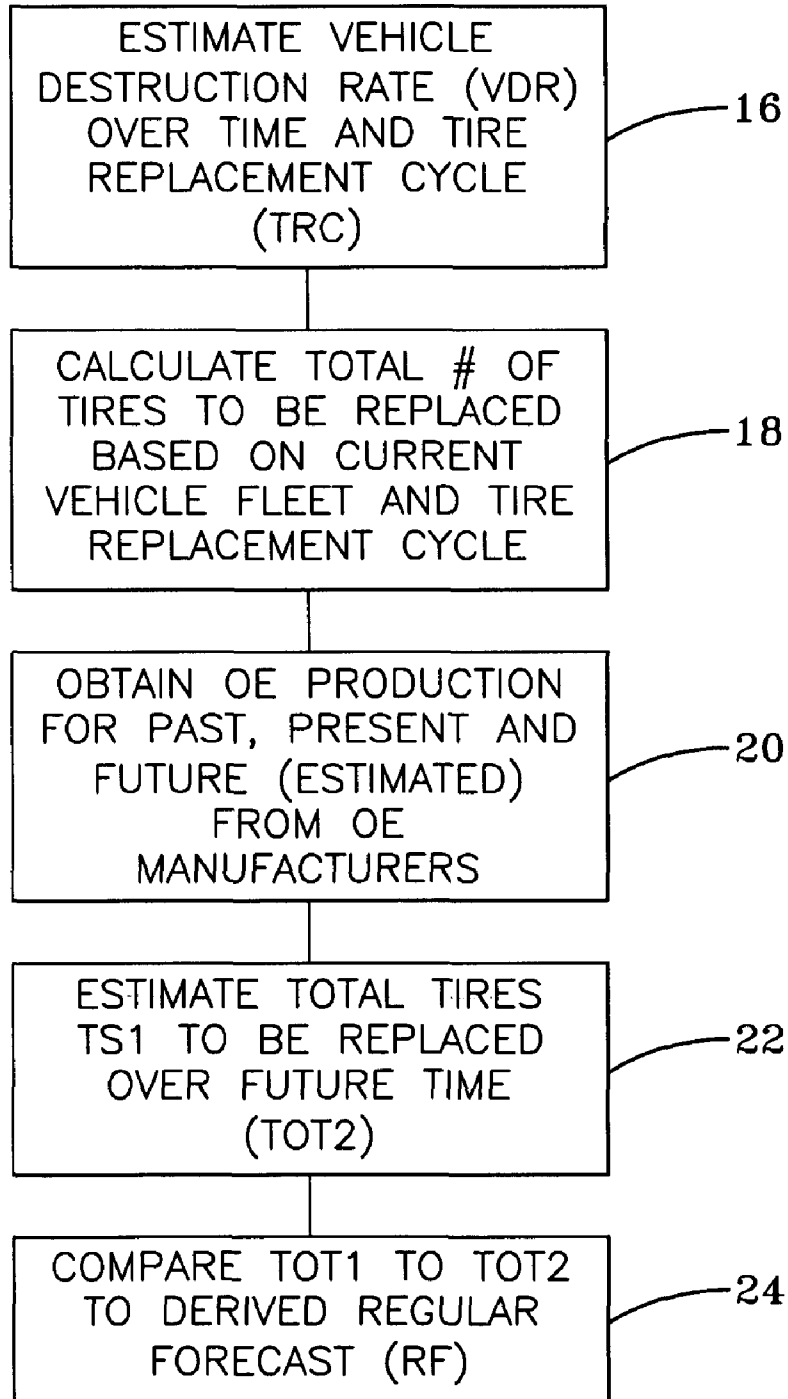 ESTIMATE VEHICLE
DESTRUCTION RATE (VDR)
OVER TIME AND TIRE
REPLACEMENT CYCLE
(TRC)
16
CALCULATE TOTAL # OF
TIRES TO BE REPLACED
BASED ON CURRENT
VEHICLE FLEET AND TIRE
REPLACEMENT CYCLE
18
OBTAIN OE PRODUCTION
FOR PAST, PRESENT AND
FUTURE (ESTIMATED)
FROM OE
MANUFACTURERS
20
ESTIMATE TOTAL TIRES
TS1 TO BE REPLACED
OVER FUTURE TIME
(TOT2)
22
COMPARE TOT1 TO TOT2
TO DERIVED REGULAR
FORECAST (RF)
24